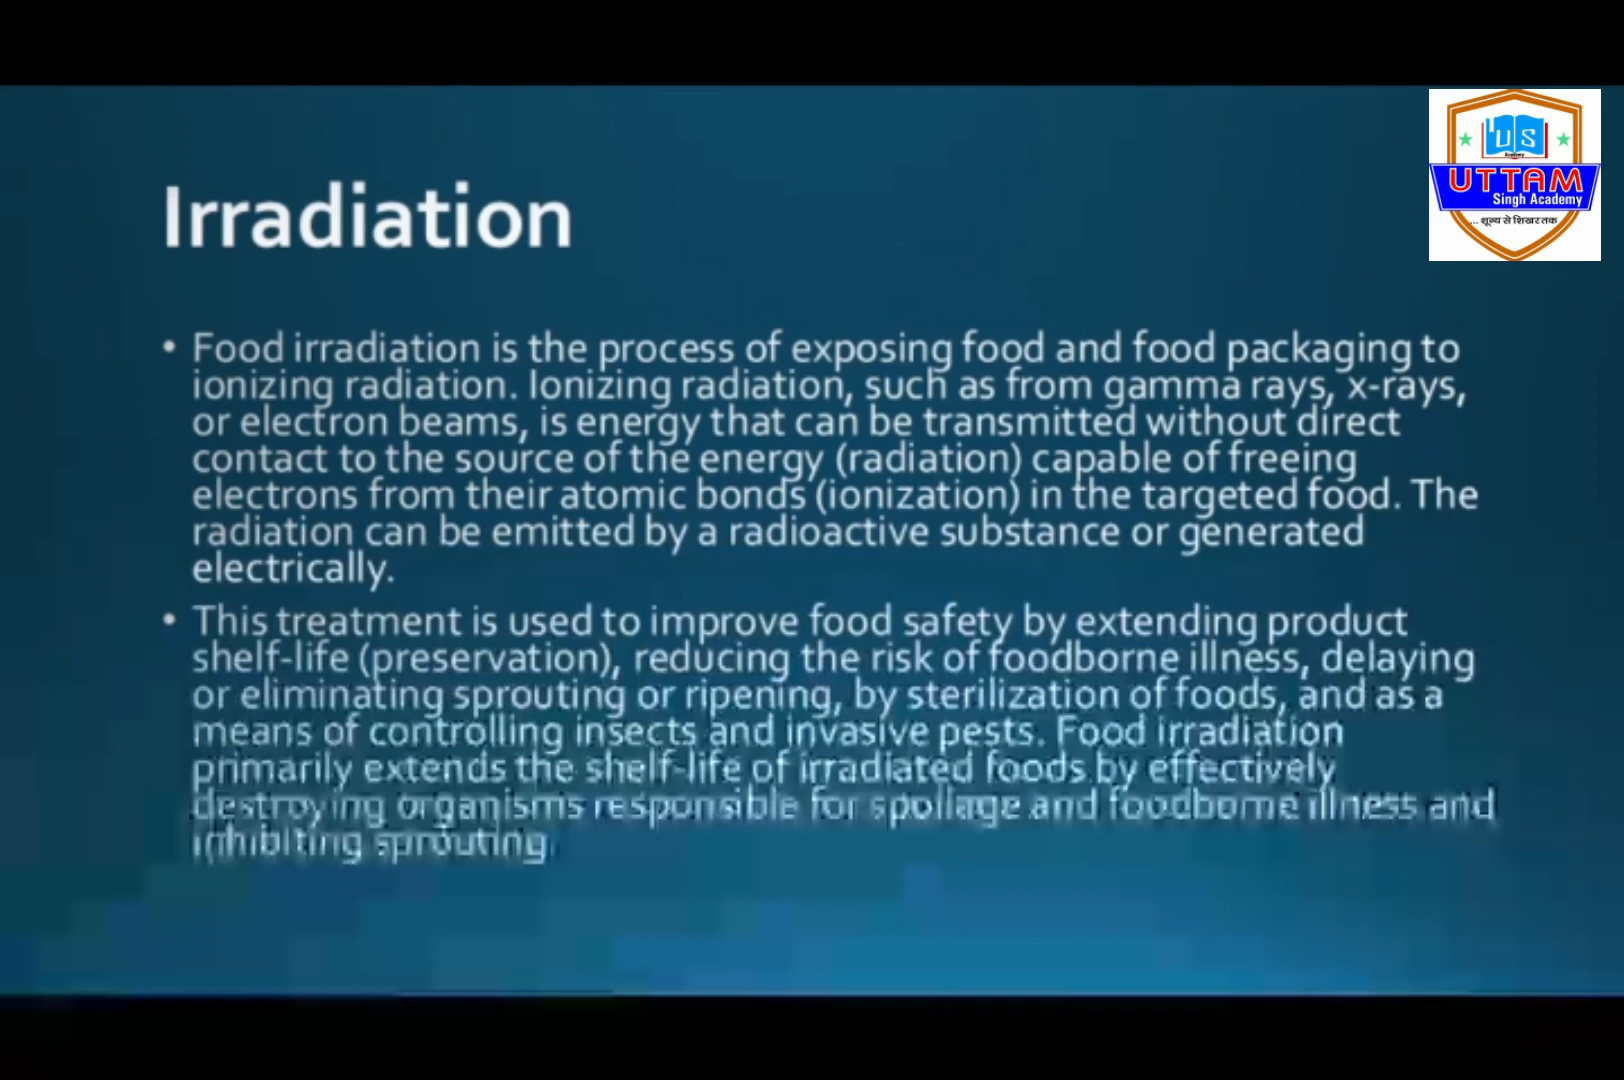 U S
Academy
UTTAM
Singh Academy
... शून्य से शिखर तक
Irradiation
• Food irradiation is the process of exposing food and food packaging to
ionizing radiation. Ionizing radiation, such as from gamma rays, x-rays,
or electron beams, is energy that can be transmitted without direct
contact to the source of the energy (radiation) capable of freeing
electrons from their atomic bonds (ionization) in the targeted food. The
radiation can be emitted by a radioactive substance or generated
electrically.
• This treatment is used to improve food safety by extending product
shelf-life (preservation), reducing the risk of foodborne illness, delaying
or eliminating sprouting or ripening, by sterilization of foods, and as a
means of controlling insects and invasive pests. Food irradiation
primarily extends the shelf-life of irradiated foods by effectively
destroying organisms responsible for spoilage and foodborne illness and
inhibiting sprouting.